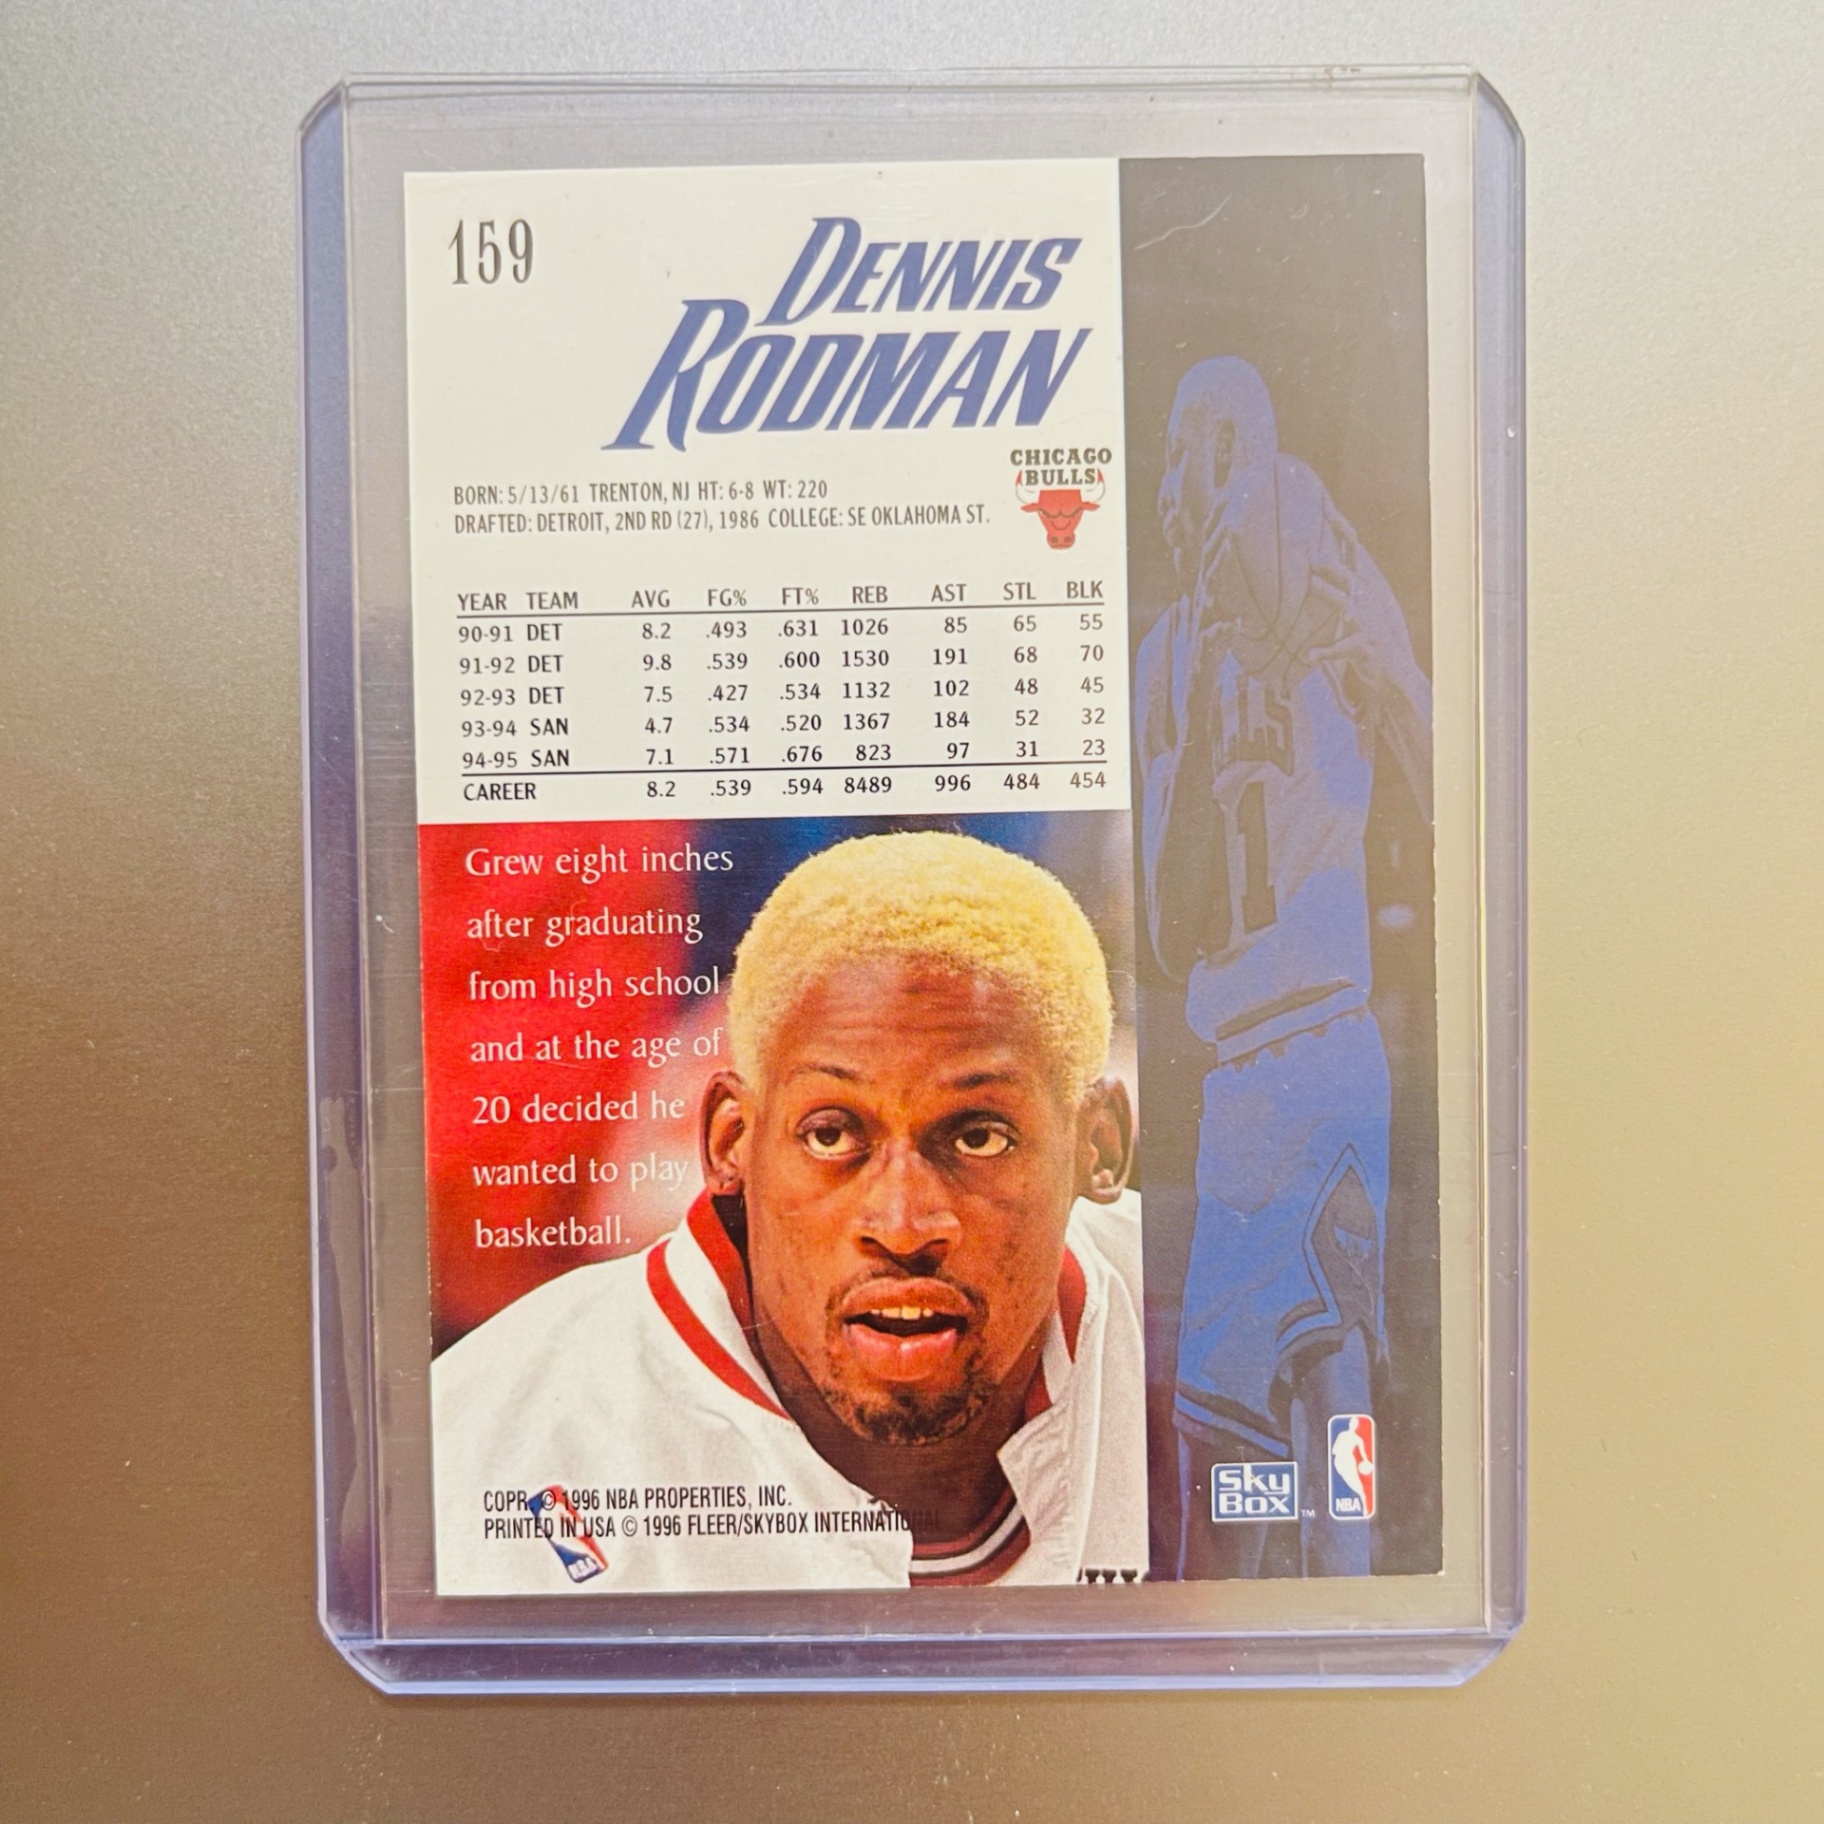 159
DENNIS
RODMAN
CHICAGO
BULLS
BORN: 5/13/61 TRENTON, NJ HT: 6-8 WT: 220
DRAFTED: DETROIT, 2ND RD (27), 1986 COLLEGE: SE OKLAHOMA ST.
YEAR TEAM AVG FG% FT% REB AST STL BLK
90-91 DET 8.2 .493 .631 1026 85 65 55
91-92 DET 9.8 .539 .600 1530 191 68 70
92-93 DET 7.5 .427 .534 1132 102 48 45
93-94 SAN 4.7 .534 .520 1367 184 52 32
94-95 SAN 7.1 .571 .676 823 97 31 23
CAREER 8.2 .539 .594 8489 996 484 454
Grew eight inches
after graduating
from high school
and at the age of
20 decided he
wanted to play
basketball.
COPR. © 1996 NBA PROPERTIES, INC.
PRINTED IN USA © 1996 FLEER/SKYBOX INTERNATIONAL
NBA
SKY
BOX™
NBA